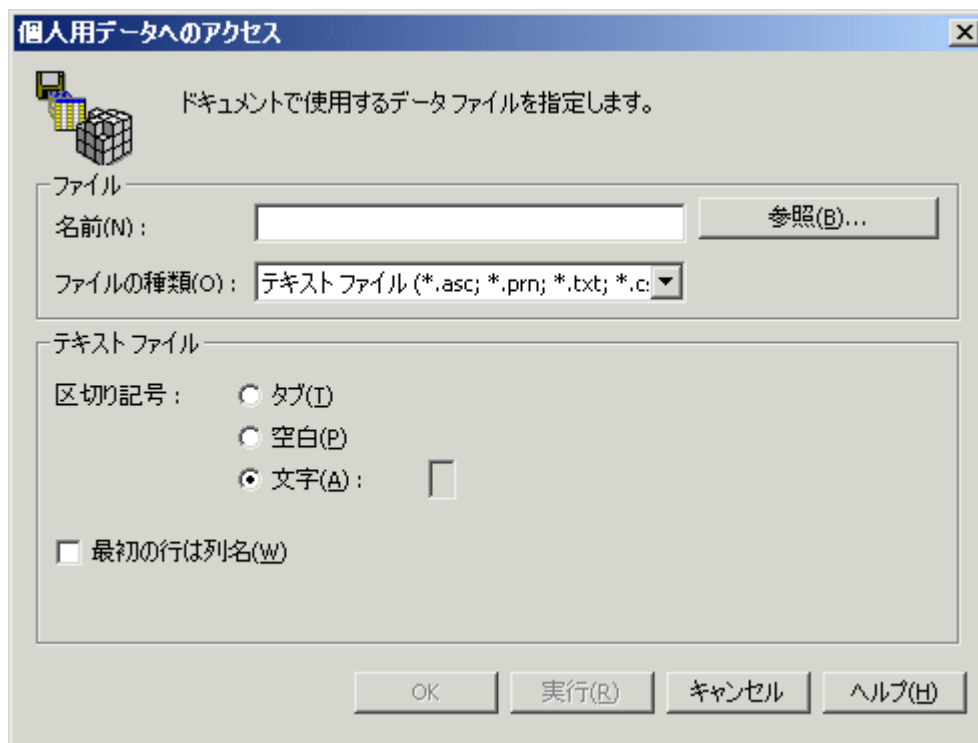 個人用データへのアクセス
ドキュメントで使用するデータ ファイルを指定します。
ファイル
名前(N)：
参照(B)...
ファイルの種類(O)：
テキスト ファイル (*.asc; *.prn; *.txt; *.c
テキスト ファイル
区切り記号：
タブ(T)
空白(P)
文字(A)：
最初の行は列名(W)
OK
実行(R)
キャンセル
ヘルプ(H)